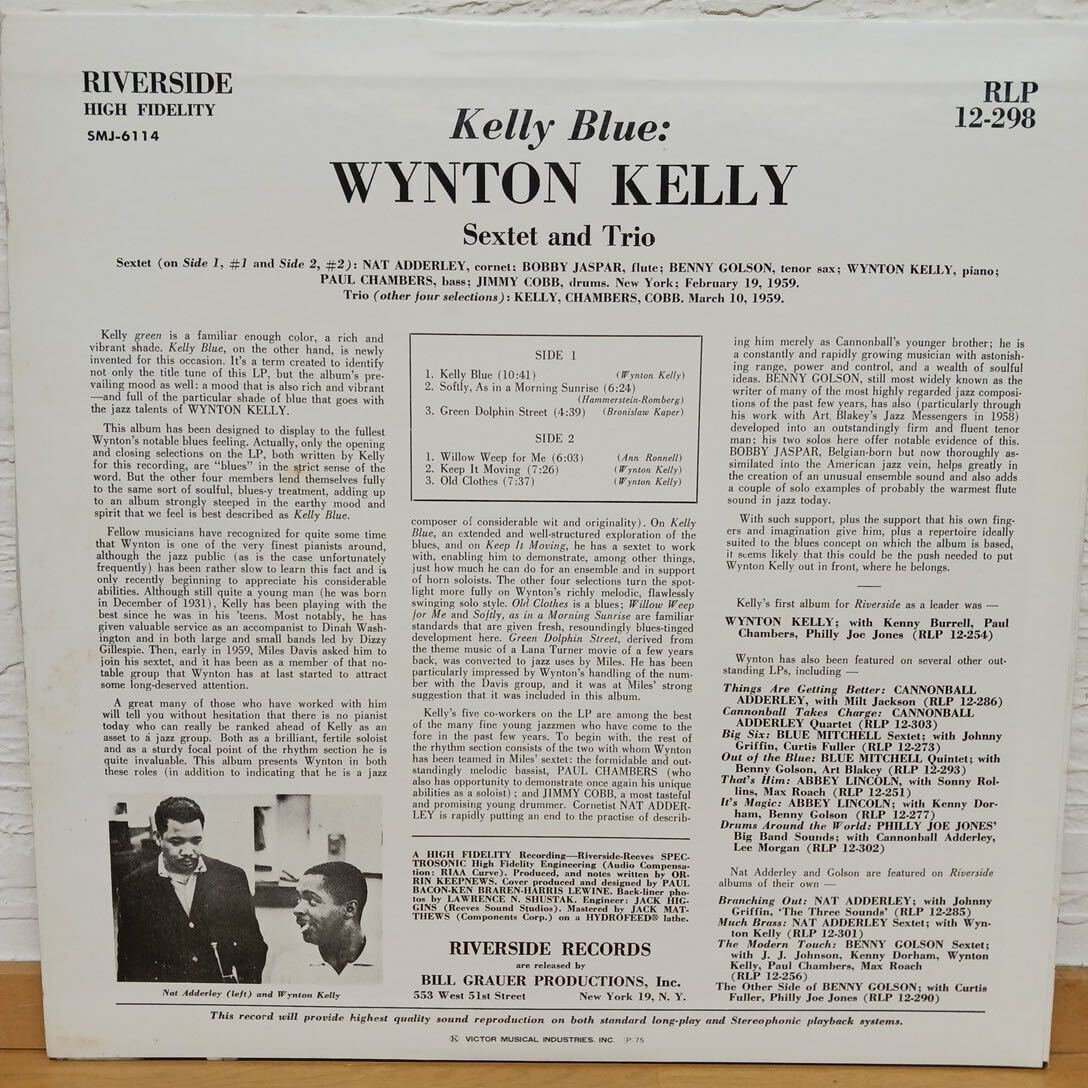 RIVERSIDE
HIGH FIDELITY
SMJ-6114
RLP
12-298
Kelly Blue:
WYNTON KELLY
Sextet and Trio
Sextet (on Side 1, #1 and Side 2, #2): NAT ADDERLEY, cornet; BOBBY JASPAR, flute; BENNY GOLSON, tenor sax; WYNTON KELLY, piano;
PAUL CHAMBERS, bass; JIMMY COBB, drums. New York; February 19, 1959.
Trio (other four selections): KELLY, CHAMBERS, COBB. March 10, 1959.
Kelly green is a familiar enough color, a rich and
vibrant shade. Kelly Blue, on the other hand, is newly
invented for this occasion. It's a term created to identify
not only the title tune of this LP, but the album's pre-
vailing mood as well: a mood that is also rich and vibrant
—and full of the particular shade of blue that goes with
the jazz talents of WYNTON KELLY.
This album has been designed to display to the fullest
Wynton's notable blues feeling. Actually, only the opening
and closing selections on the LP, both written by Kelly
for this recording, are "blues" in the strict sense of the
word. But the other four members lend themselves fully
to the same sort of soulful, blues-y treatment, adding up
to an album strongly steeped in the earthy mood and
spirit that we feel is best described as Kelly Blue.
Fellow musicians have recognized for quite some time
that Wynton is one of the very finest pianists around,
although the jazz public (as is the case unfortunately
frequently) has been rather slow to learn this fact and is
only recently beginning to appreciate his considerable
abilities. Although still quite a young man (he was born
in December of 1931), Kelly has been playing with the
best since he was in his 'teens. Most notably, he has
given valuable service as an accompanist to Dinah Wash-
ington and in both large and small bands led by Dizzy
Gillespie. Then, early in 1959, Miles Davis asked him to
join his sextet, and it has been as a member of that no-
table group that Wynton has at last started to attract
some long-deserved attention.
A great many of those who have worked with him
will tell you without hesitation that there is no pianist
today who can really be ranked ahead of Kelly as an
asset to a jazz group. Both as a brilliant, fertile soloist
and as a sturdy focal point of the rhythm section he is
quite invaluable. This album presents Wynton in both
these roles (in addition to indicating that he is a jazz
Nat Adderley (left) and Wynton Kelly
SIDE 1
1. Kelly Blue (10:41) (Wynton Kelly)
2. Softly, As in a Morning Sunrise (6:24)
(Hammerstein-Romberg)
3. Green Dolphin Street (4:39) (Bronislaw Kaper)
SIDE 2
1. Willow Weep for Me (6:03) (Ann Ronnell)
2. Keep It Moving (7:26) (Wynton Kelly)
3. Old Clothes (7:37) (Wynton Kelly)
composer of considerable wit and originality). On Kelly
Blue, an extended and well-structured exploration of the
blues, and on Keep It Moving, he has a sextet to work
with, enabling him to demonstrate, among other things,
just how much he can do for an ensemble and in support
of horn soloists. The other four selections turn the spot-
light more fully on Wynton's richly melodic, flawlessly
swinging solo style. Old Clothes is a blues; Willow Weep
for Me and Softly, as in a Morning Sunrise are familiar
standards that are given fresh, resoundingly blues-tinged
development here. Green Dolphin Street, derived from
the theme music of a Lana Turner movie of a few years
back, was converted to jazz uses by Miles. He has been
particularly impressed by Wynton's handling of the num-
ber with the Davis group, and it was at Miles' strong
suggestion that it was included in this album.
Kelly's five co-workers on the LP are among the best
of the many fine young jazzmen who have come to the
fore in the past few years. To begin with, the rest of
the rhythm section consists of the two with whom Wynton
has been teamed in Miles' sextet: the formidable and out-
standingly melodic bassist, PAUL CHAMBERS (who
also has opportunity to demonstrate once again his unique
abilities as a soloist); and JIMMY COBB, a most tasteful
and promising young drummer. Cornetist NAT ADDER-
LEY is rapidly putting an end to the practise of describ-
A HIGH FIDELITY Recording—Riverside-Reeves SPEC-
TROSONIC High Fidelity Engineering (Audio Compensa-
tion: RIAA Curve). Produced, and notes written by OR-
RIN KEEPNEWS. Cover produced and designed by PAUL
BACON-KEN BRAREN-HARRIS LEWINE. Back-liner pho-
tos by LAWRENCE N. SHUSTAK. Engineer: JACK HIG-
GINS (Reeves Sound Studios). Mastered by JACK MAT-
THEWS (Components Corp.) on a HYDROFEED® lathe.
RIVERSIDE RECORDS
are released by
BILL GRAUER PRODUCTIONS, Inc.
553 West 51st Street New York 19, N. Y.
ing him merely as Cannonball's younger brother; he is
a constantly and rapidly growing musician with astonish-
ing range, power and control, and a wealth of soulful
ideas. BENNY GOLSON, still most widely known as the
writer of many of the most highly regarded jazz composi-
tions of the past few years, has also (particularly through
his work with Art Blakey's Jazz Messengers in 1958)
developed into an outstandingly firm and fluent tenor
man; his two solos here offer notable evidence of this.
BOBBY JASPAR, Belgian-born but now thoroughly as-
similated into the American jazz vein, helps greatly in
the creation of an unusual ensemble sound and also adds
a couple of solo examples of probably the warmest flute
sound in jazz today.
With such support, plus the support that his own fing-
ers and imagination give him, plus a repertoire ideally
suited to the blues concept on which the album is based,
it seems likely that this could be the push needed to put
Wynton Kelly out in front, where he belongs.
Kelly's first album for Riverside as a leader was —
WYNTON KELLY; with Kenny Burrell, Paul
Chambers, Philly Joe Jones (RLP 12-254)
Wynton has also been featured on several other out-
standing LPs, including —
Things Are Getting Better: CANNONBALL
ADDERLEY, with Milt Jackson (RLP 12-286)
Cannonball Takes Charge: CANNONBALL
ADDERLEY Quartet (RLP 12-303)
Big Six: BLUE MITCHELL Sextet; with Johnny
Griffin, Curtis Fuller (RLP 12-273)
Out of the Blue: BLUE MITCHELL Quintet; with
Benny Golson, Art Blakey (RLP 12-293)
That's Him: ABBEY LINCOLN, with Sonny Rol-
lins, Max Roach (RLP 12-251)
It's Magic: ABBEY LINCOLN; with Kenny Dor-
ham, Benny Golson (RLP 12-277)
Drums Around the World: PHILLY JOE JONES'
Big Band Sounds; with Cannonball Adderley,
Lee Morgan (RLP 12-302)
Nat Adderley and Golson are featured on Riverside
albums of their own —
Branching Out: NAT ADDERLEY; with Johnny
Griffin, 'The Three Sounds' (RLP 12-285)
Much Brass: NAT ADDERLEY Sextet; with Wyn-
ton Kelly (RLP 12-301)
The Modern Touch: BENNY GOLSON Sextet;
with J. J. Johnson, Kenny Dorham, Wynton
Kelly, Paul Chambers, Max Roach
(RLP 12-256)
The Other Side of BENNY GOLSON; with Curtis
Fuller, Philly Joe Jones (RLP 12-290)
This record will provide highest quality sound reproduction on both standard long-play and Stereophonic playback systems.
Ⓚ VICTOR MUSICAL INDUSTRIES, INC. Ⓟ 75